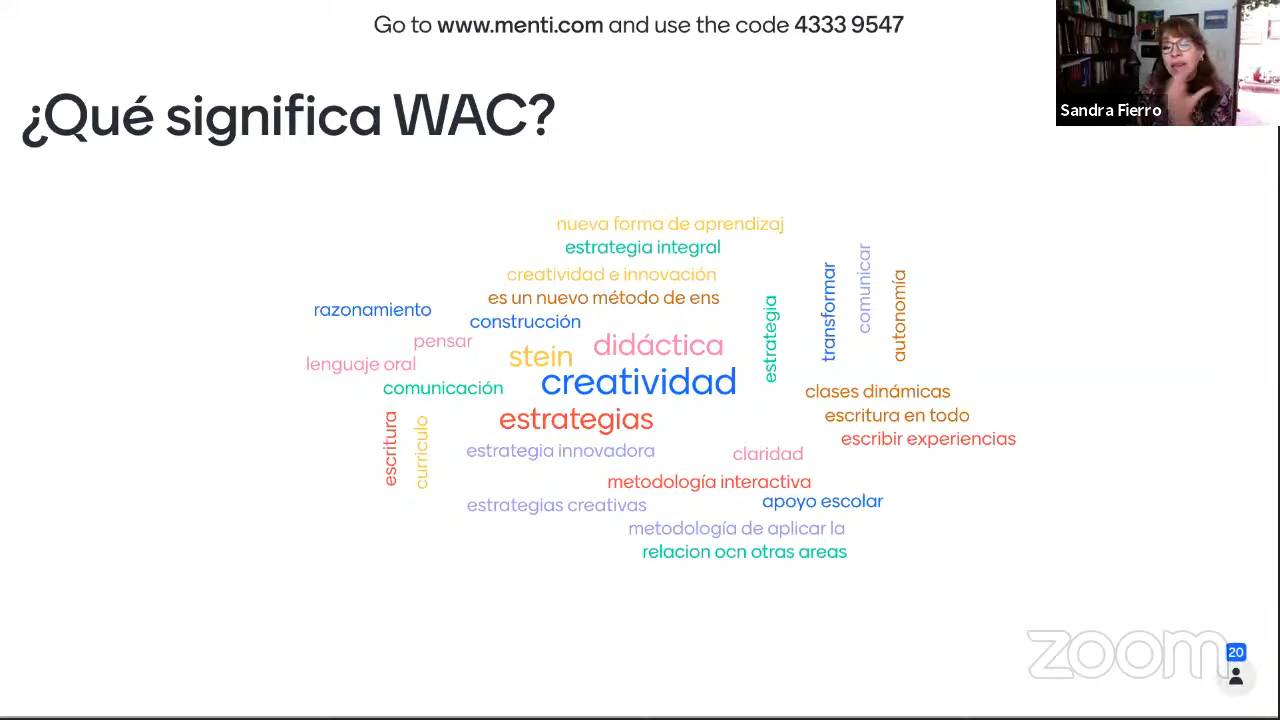 Go to www.menti.com and use the code 4333 9547
Sandra Fierro
¿Qué significa WAC?
nueva forma de aprendizaj
estrategia integral
creatividad e innovación
es un nuevo método de ens
razonamiento
construcción
pensar
stein
didáctica
lenguaje oral
comunicación
creatividad
estrategia
transformar
comunicar
autonomía
clases dinámicas
escritura en todo
escribir experiencias
escritura
curriculo
estrategias
estrategia innovadora
claridad
metodología interactiva
estrategias creativas
apoyo escolar
metodología de aplicar la
relacion ocn otras areas
zoom
20